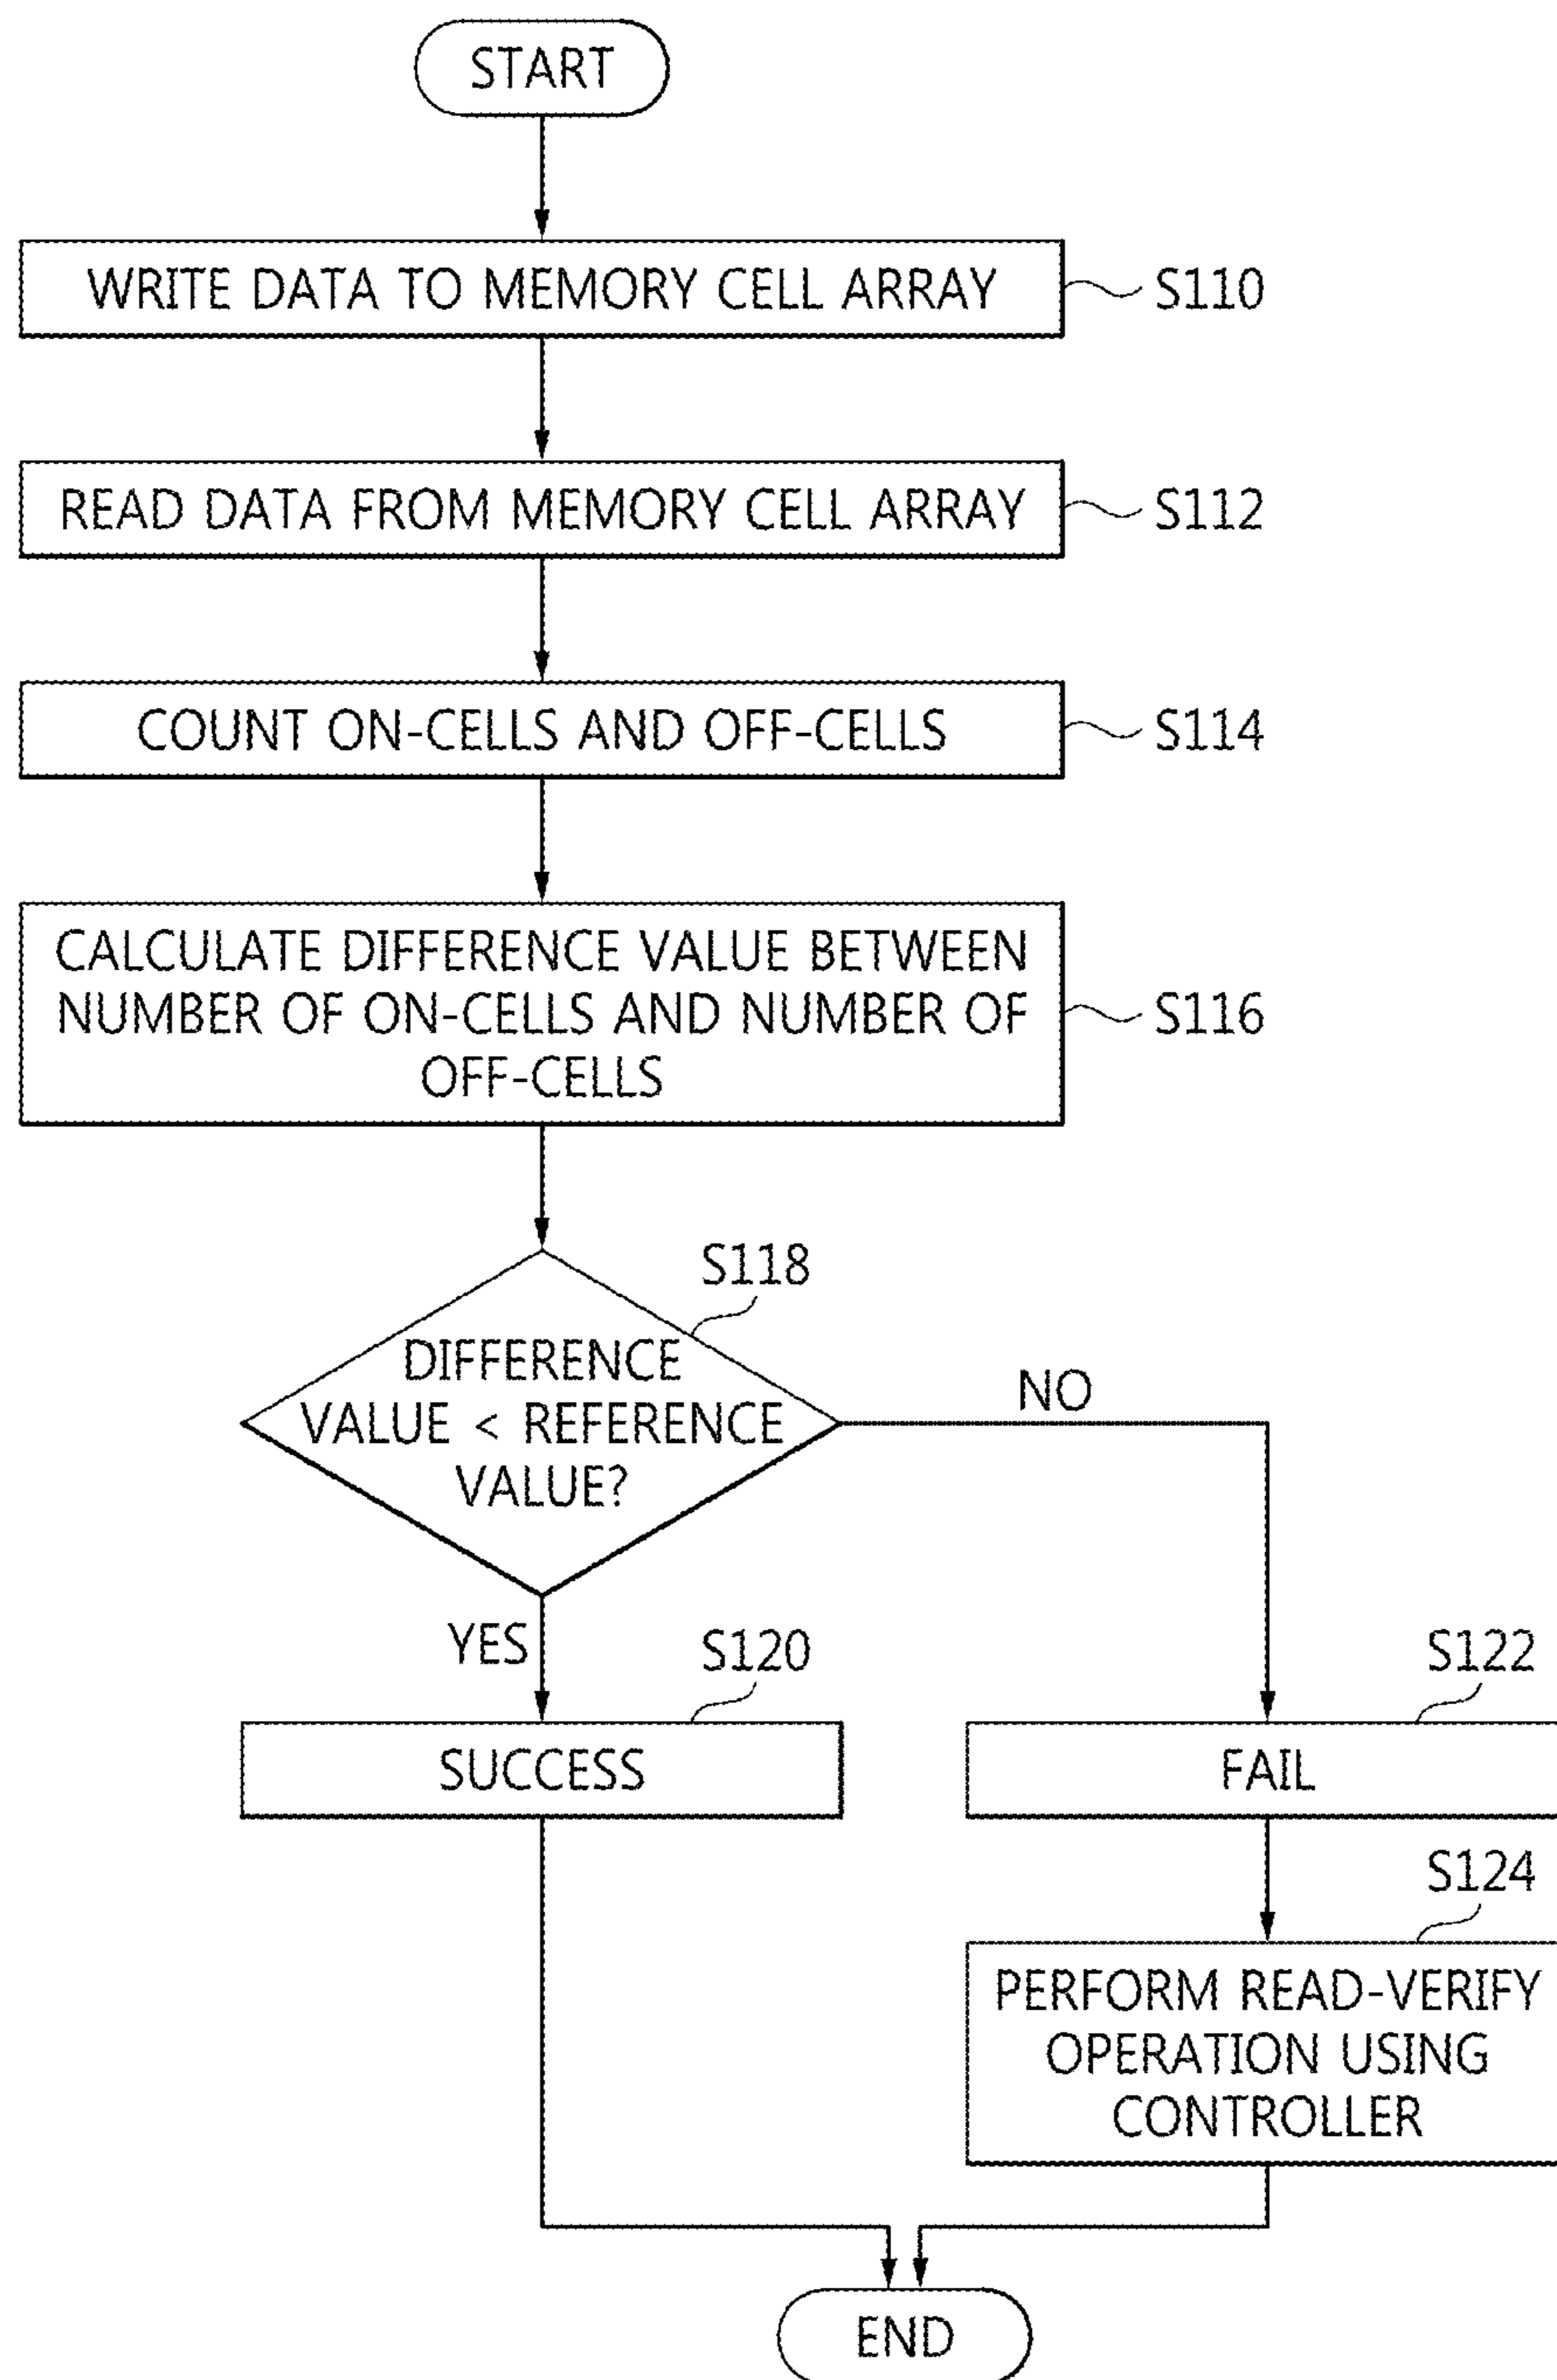 START
WRITE DATA TO MEMORY CELL ARRAY
S110
READ DATA FROM MEMORY CELL ARRAY
S112
COUNT ON-CELLS AND OFF-CELLS
S114
CALCULATE DIFFERENCE VALUE BETWEEN
NUMBER OF ON-CELLS AND NUMBER OF
OFF-CELLS
S116
S118
DIFFERENCE
VALUE < REFERENCE
VALUE?
NO
YES
S120
SUCCESS
S122
FAIL
S124
PERFORM READ-VERIFY
OPERATION USING
CONTROLLER
END